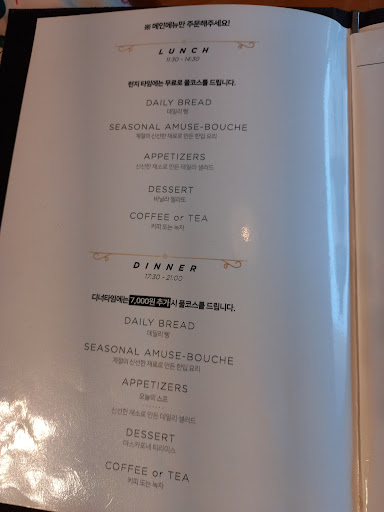 ※ 메인메뉴만 주문해주세요!
LUNCH
11:30 - 14:30
런치 타임에는 무료로 풀코스를 드립니다.
DAILY BREAD
데일리 빵
SEASONAL AMUSE-BOUCHE
계절의 신선한 재료로 만든 한입 요리
APPETIZERS
신선한 채소로 만든 데일리 샐러드
DESSERT
바닐라 젤라또
COFFEE or TEA
커피 또는 녹차
DINNER
17:30 - 21:00
디너타임에는 7,000원 추가 시 풀코스를 드립니다.
DAILY BREAD
데일리 빵
SEASONAL AMUSE-BOUCHE
계절의 신선한 재료로 만든 한입 요리
APPETIZERS
오늘의 스프
신선한 채소로 만든 데일리 샐러드
DESSERT
마스카포네 티라미스
COFFEE or TEA
커피 또는 녹차